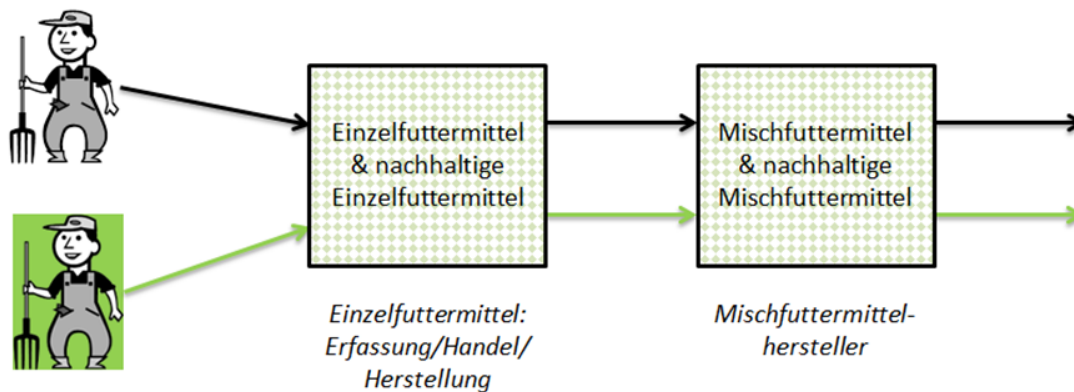 Einzelfuttermittel
& nachhaltige
Einzelfuttermittel
Mischfuttermittel
& nachhaltige
Mischfuttermittel
Einzelfuttermittel:
Erfassung/Handel/
Herstellung
Mischfuttermittel-
hersteller